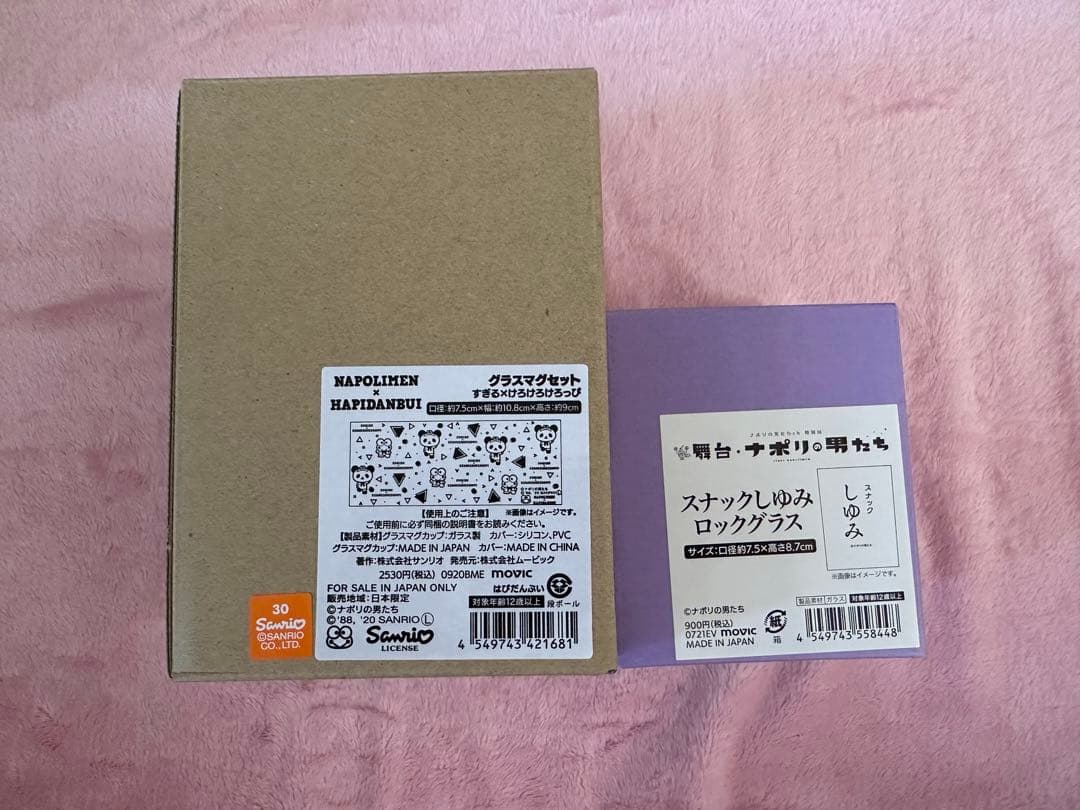 NAPOLIMEN
×
HAPIDANBUI
グラスマグセット
すぎる×けろけろけろっぴ
口径:約7.5cm×幅:約10.8cm×高さ:約9cm
【使用上のご注意】 ※画像はイメージです。
ご使用前に必ず同梱の説明書をお読みください。
【製品素材】グラスマグカップ:ガラス製 カバー:シリコン、PVC
グラスマグカップ:MADE IN JAPAN カバー:MADE IN CHINA
著作:株式会社サンリオ 発売元:株式会社ムービック
2530円(税込) 0920BME movic
FOR SALE IN JAPAN ONLY
販売地域:日本限定
©ナポリの男たち
©'88, '20 SANRIO Ⓛ
Sanrio
LICENSE
はぴだんぶい
対象年齢12歳以上
段ボール
4 549743 421681
30
Sanrio
©SANRIO
CO.,LTD.
舞台・ナポリの男たち
スナックしゆみ
ロックグラス
サイズ:口径約7.5×高さ8.7cm
スナック
しゆみ
※画像はイメージです。
製品素材 ガラス 対象年齢12歳以上
©ナポリの男たち
900円(税込)
0721EV movic
MADE IN JAPAN
紙
箱
4 549743 558448